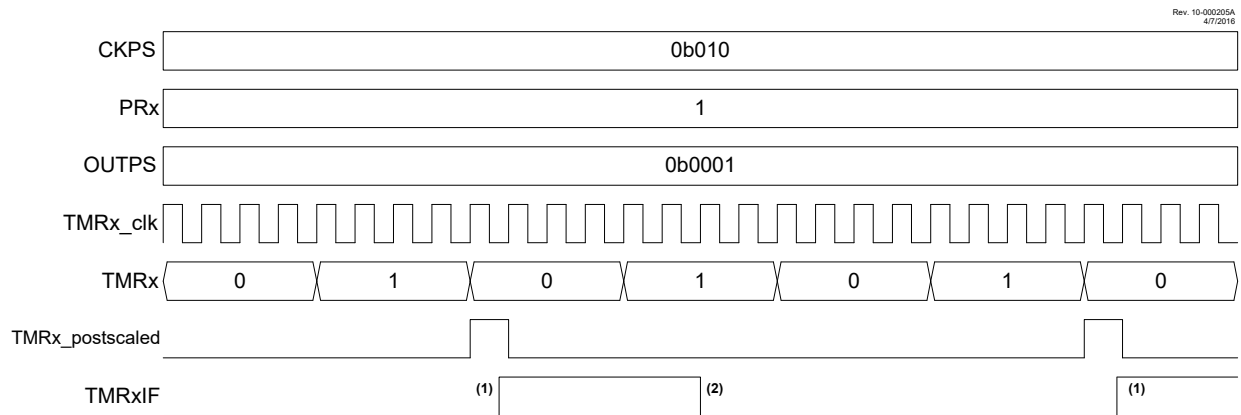 Rev. 10-000205A
4/7/2016
CKPS 0b010
PRx 1
OUTPS 0b0001
TMRx_clk
TMRx 0 1 0 1 0 1 0
TMRx_postscaled
TMRxIF (1) (2) (1)